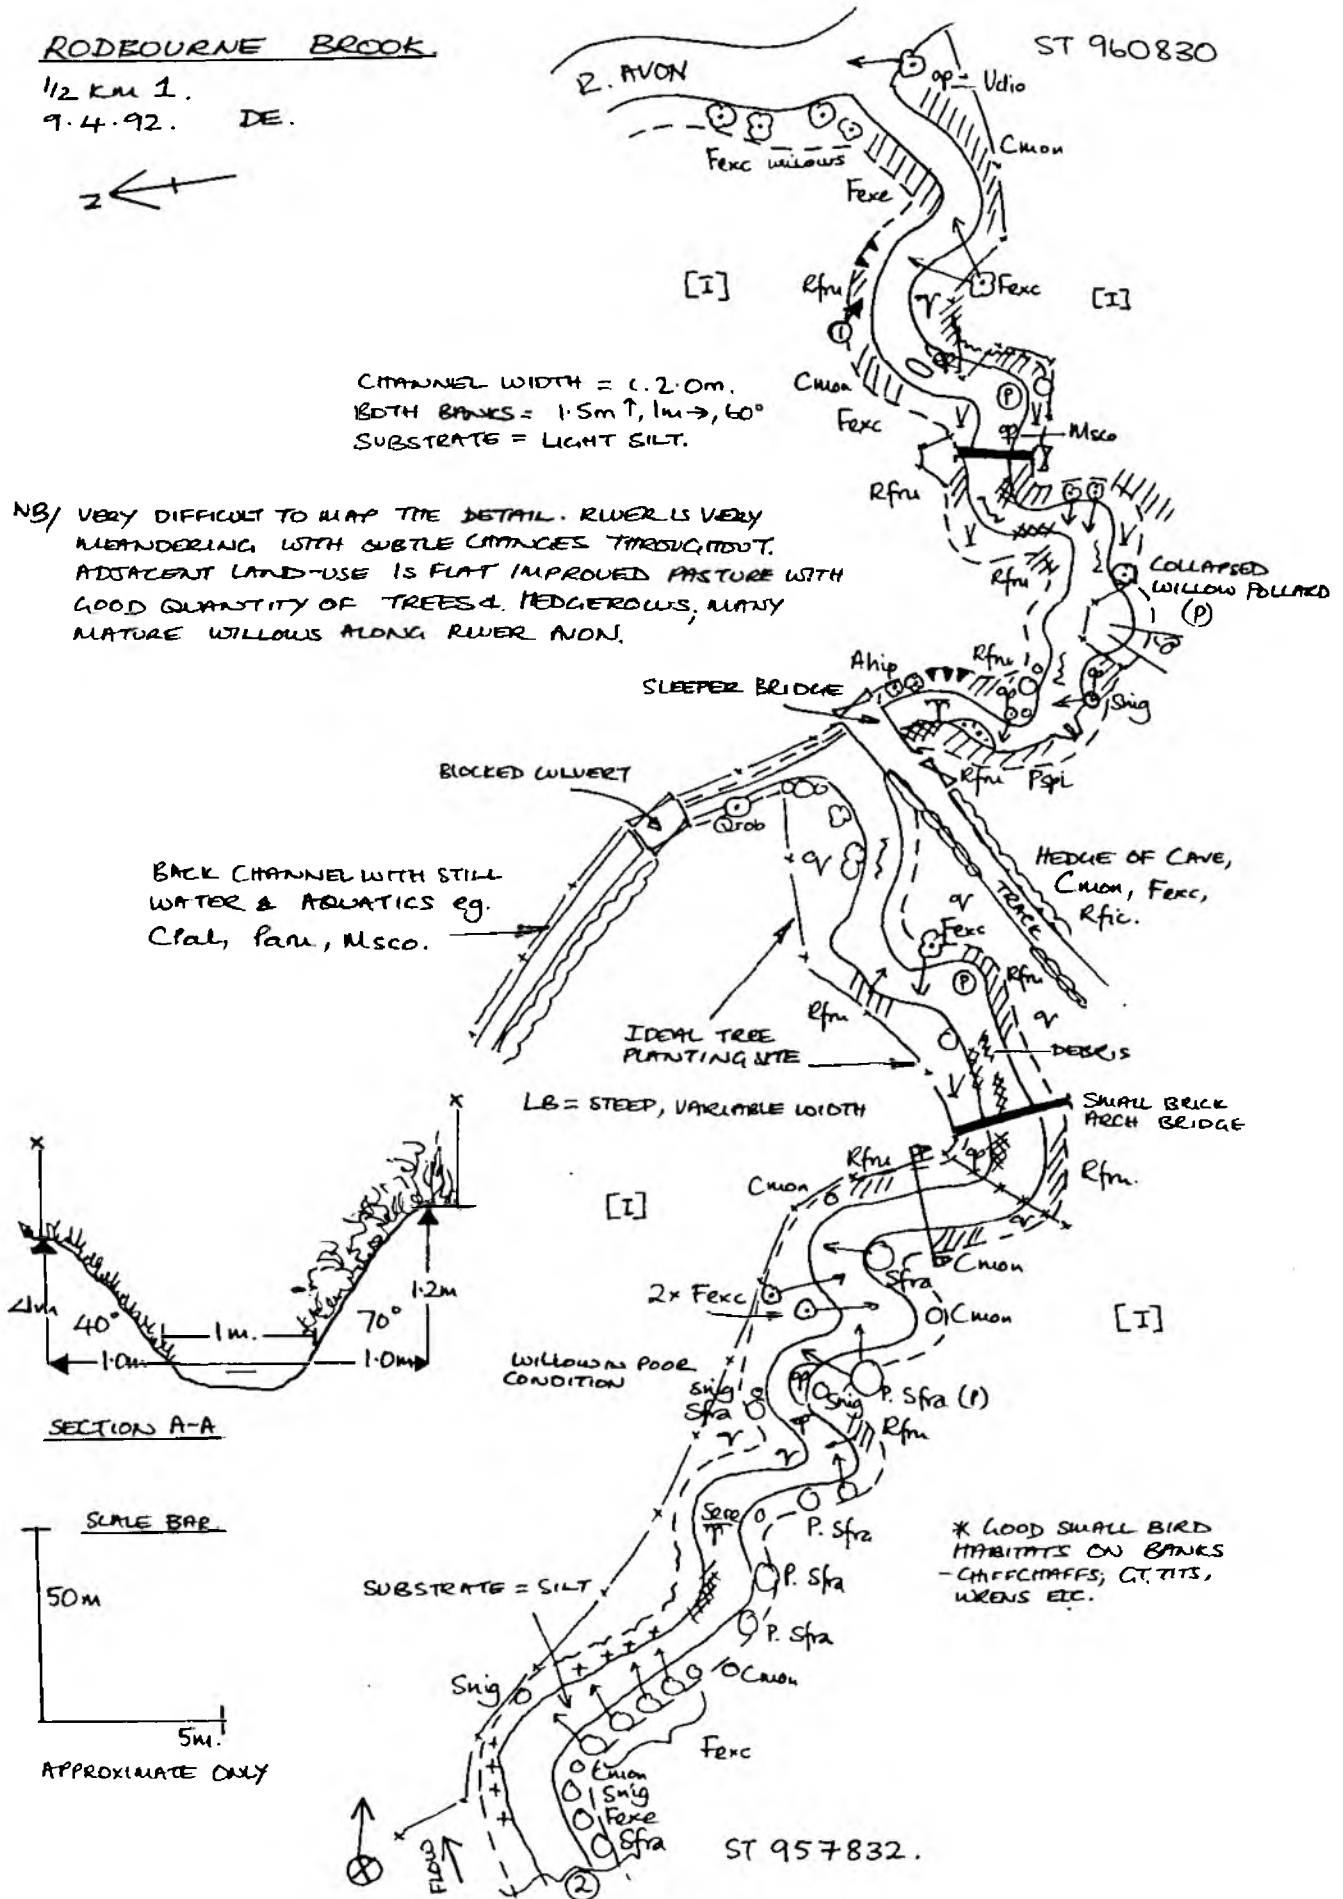 RODBOURNE BROOK
1/2 KM 1.
9.4.92. DE.
N
R. AVON
ST 960830
Udio
Cmon
Fexc willows
Fexc
[I]
Rfru
Fexc
[I]
1
Cmon
Fexc
P
Msco
Rfru
CHANNEL WIDTH = c. 2.0m.
BOTH BANKS = 1.5m ↑, 1m →, 60°
SUBSTRATE = LIGHT SILT.
NB/ VERY DIFFICULT TO MAP THE DETAIL. RIVER IS VERY
MEANDERING WITH SUBTLE CHANGES THROUGHOUT.
ADJACENT LAND-USE IS FLAT IMPROVED PASTURE WITH
GOOD QUANTITY OF TREES & HEDGEROWS; MANY
MATURE WILLOWS ALONG RIVER AVON.
Rfru
COLLAPSED
WILLOW POLLARD
(P)
Ahip
Rfru
SLEEPER BRIDGE
Snig
Rfru
Pspi
BLOCKED CULVERT
Qrob
BACK CHANNEL WITH STILL
WATER & AQUATICS eg.
Cpal, Paru, Msco.
HEDGE OF CAVE,
Cmon, Fexc,
Rfic.
TRACK
Fexc
P
Rfru
Rfru
IDEAL TREE
PLANTING SITE
DEBRIS
LB = STEEP, VARIABLE WIDTH
SMALL BRICK
ARCH BRIDGE
Rfru
Cmon
Rfru.
[I]
Cmon
Sfra
2x Fexc
Cmon
[I]
WILLOW IN POOR
CONDITION
Snig
Sfra
Snig
P. Sfra (P)
Rfru
x
x
<1m
40°
1m.
70°
1.2m
1.0m
1.0m
SECTION A-A
Sere
P. Sfra
P. Sfra
P. Sfra
* GOOD SMALL BIRD
HABITATS ON BANKS
- CHIFFCHAFFS; GT. TITS,
WRENS ETC.
SCALE BAR
50m
5m.
APPROXIMATE ONLY
SUBSTRATE = SILT
Snig
Cmon
Fexc
Cmon
Snig
Fexc
Sfra
FLOW
2
ST 957832.